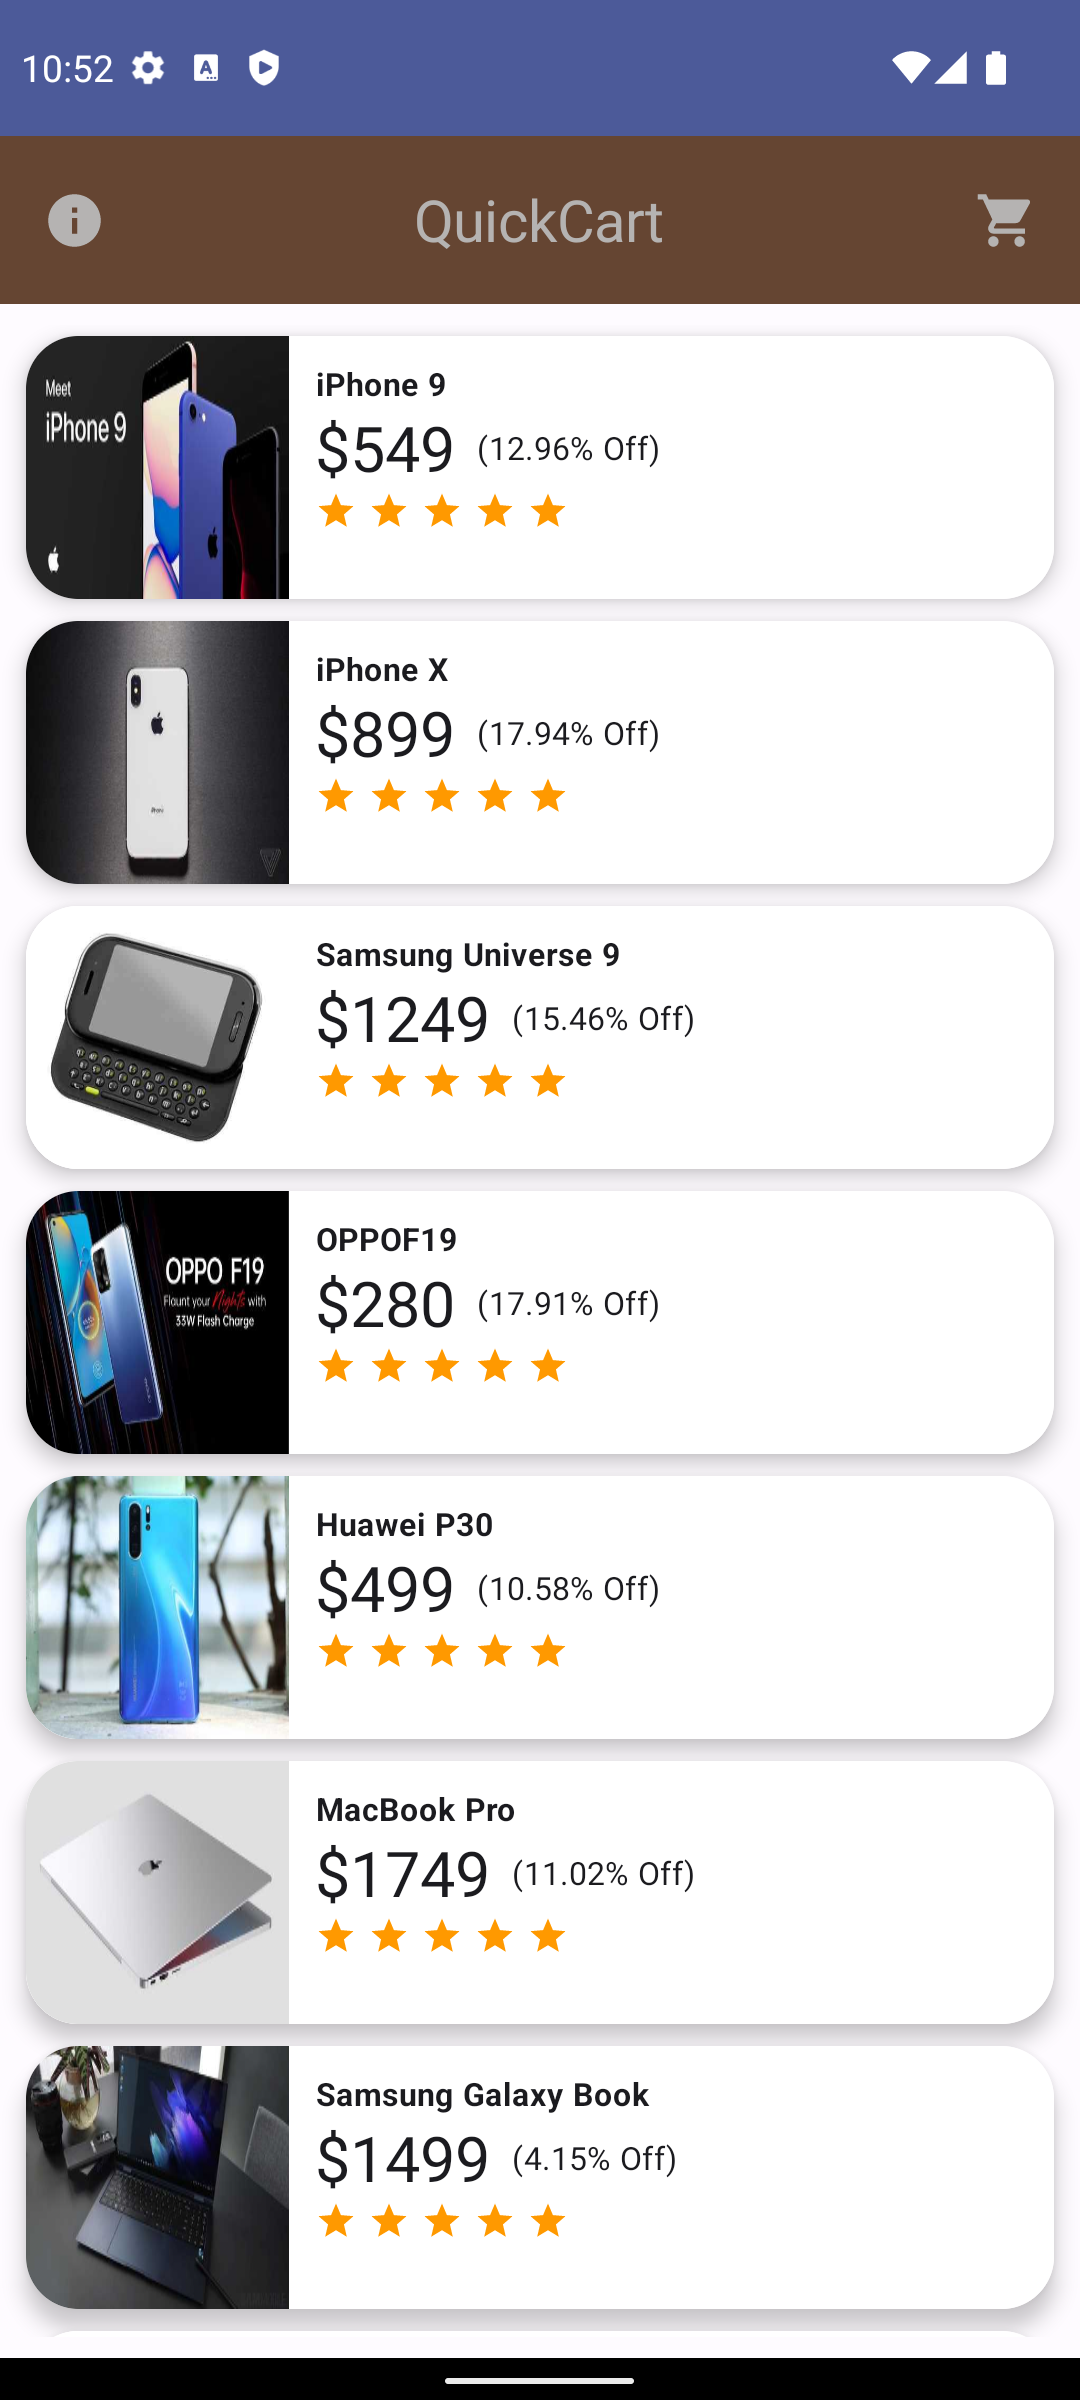 10:52
QuickCart
Meet
iPhone 9
iPhone 9
$549 (12.96% Off)
iPhone X
$899 (17.94% Off)
Samsung Universe 9
$1249 (15.46% Off)
OPPO F19
Flaunt your Nights with
33W Flash Charge
OPPOF19
$280 (17.91% Off)
Huawei P30
$499 (10.58% Off)
MacBook Pro
$1749 (11.02% Off)
Samsung Galaxy Book
$1499 (4.15% Off)